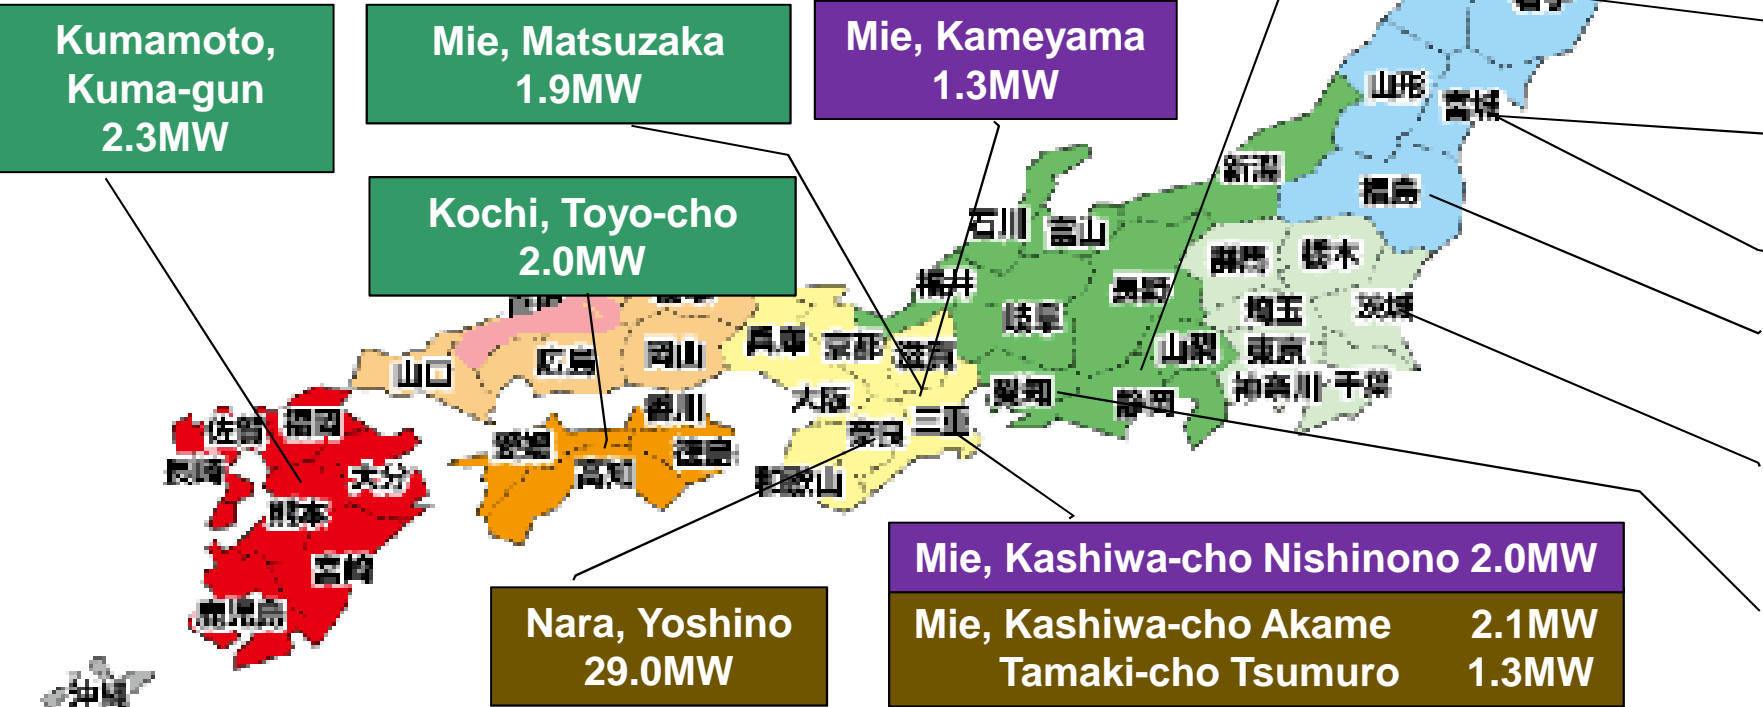 Kumamoto,
Kuma-gun
2.3MW
Mie, Matsuzaka
1.9MW
Mie, Kameyama
1.3MW
Kochi, Toyo-cho
2.0MW
山形
宮城
新潟
福島
石川
富山
群馬
栃木
福井
長野
岐阜
埼玉
茨城
兵庫
京都
滋賀
山梨
東京
広島
岡山
山口
神奈川
千葉
大阪
愛知
静岡
香川
佐賀
福岡
奈良
三重
愛媛
徳島
高知
長崎
大分
和歌山
熊本
宮崎
鹿児島
沖縄
Mie, Kashiwa-cho Nishinono 2.0MW
Mie, Kashiwa-cho Akame 2.1MW
Tamaki-cho Tsumuro 1.3MW
Nara, Yoshino
29.0MW